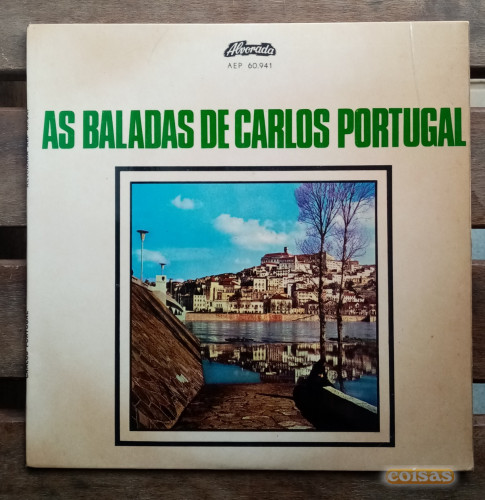 Alvorada
AEP 60.941
AS BALADAS DE CARLOS PORTUGAL
coisas